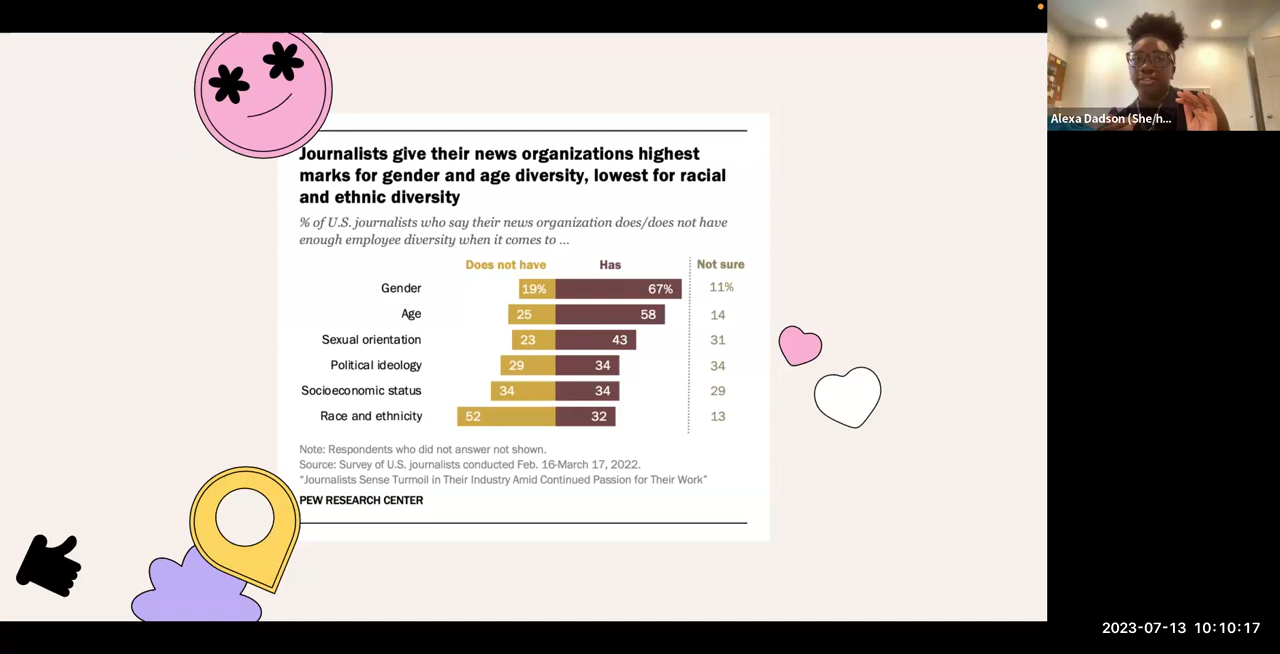 Journalists give their news organizations highest
marks for gender and age diversity, lowest for racial
and ethnic diversity
% of U.S. journalists who say their news organization does/does not have
enough employee diversity when it comes to ...
Does not have Has Not sure
Gender 19% 67% 11%
Age 25 58 14
Sexual orientation 23 43 31
Political ideology 29 34 34
Socioeconomic status 34 34 29
Race and ethnicity 52 32 13
Note: Respondents who did not answer not shown.
Source: Survey of U.S. journalists conducted Feb. 16-March 17, 2022.
“Journalists Sense Turmoil in Their Industry Amid Continued Passion for Their Work”
PEW RESEARCH CENTER
Alexa Dadson (She/h...
2023-07-13 10:10:17